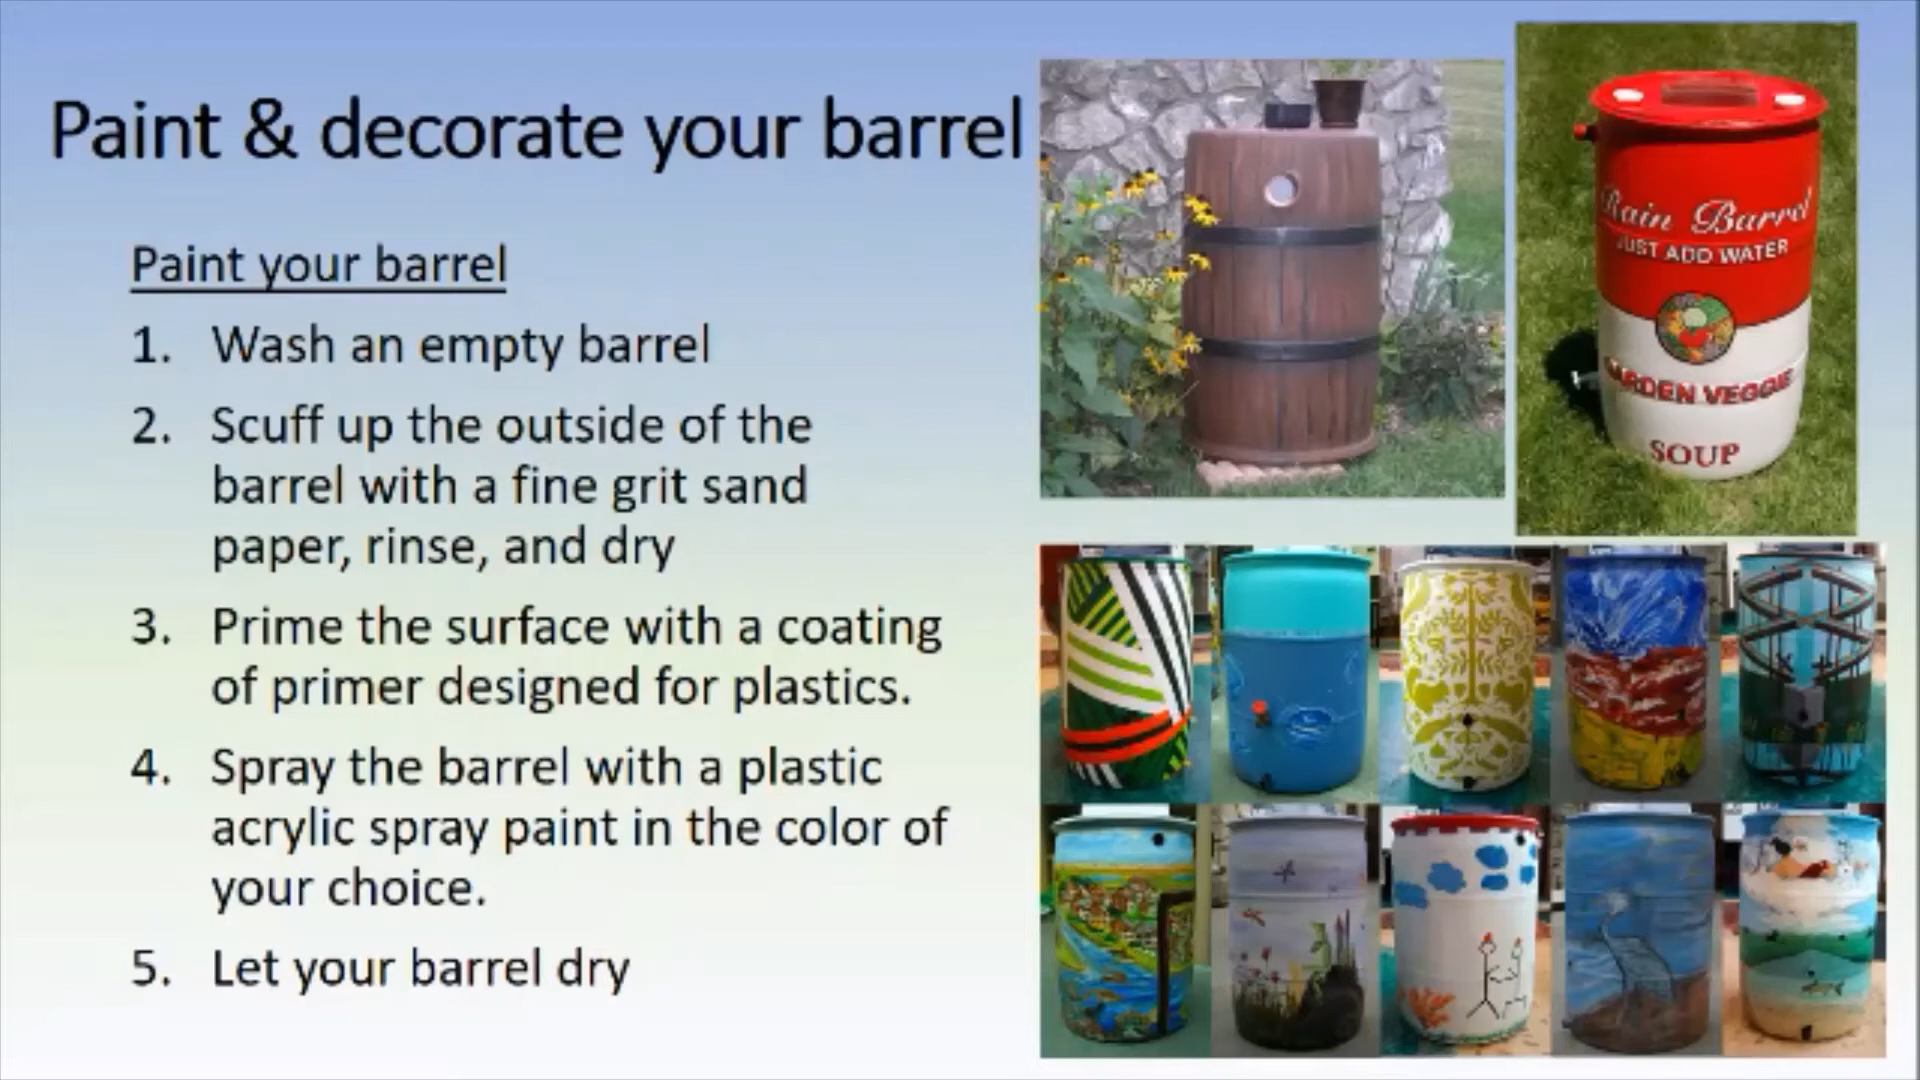 Paint & decorate your barrel
Paint your barrel
1. Wash an empty barrel
2. Scuff up the outside of the
barrel with a fine grit sand
paper, rinse, and dry
3. Prime the surface with a coating
of primer designed for plastics.
4. Spray the barrel with a plastic
acrylic spray paint in the color of
your choice.
5. Let your barrel dry
Rain Barrel
JUST ADD WATER
GARDEN VEGGIE
SOUP